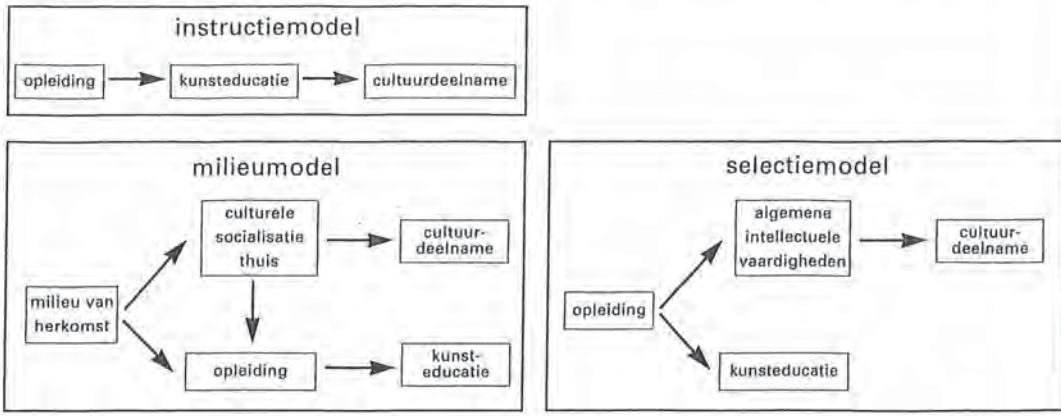 instructiemodel
opleiding
kunsteducatie
cultuurdeelname
milieumodel
culturele
socialisatie
thuis
cultuur-
deelname
milieu van
herkomst
opleiding
kunst-
educatie
selectiemodel
algemene
intellectuele
vaardigheden
cultuur-
deelname
opleiding
kunsteducatie